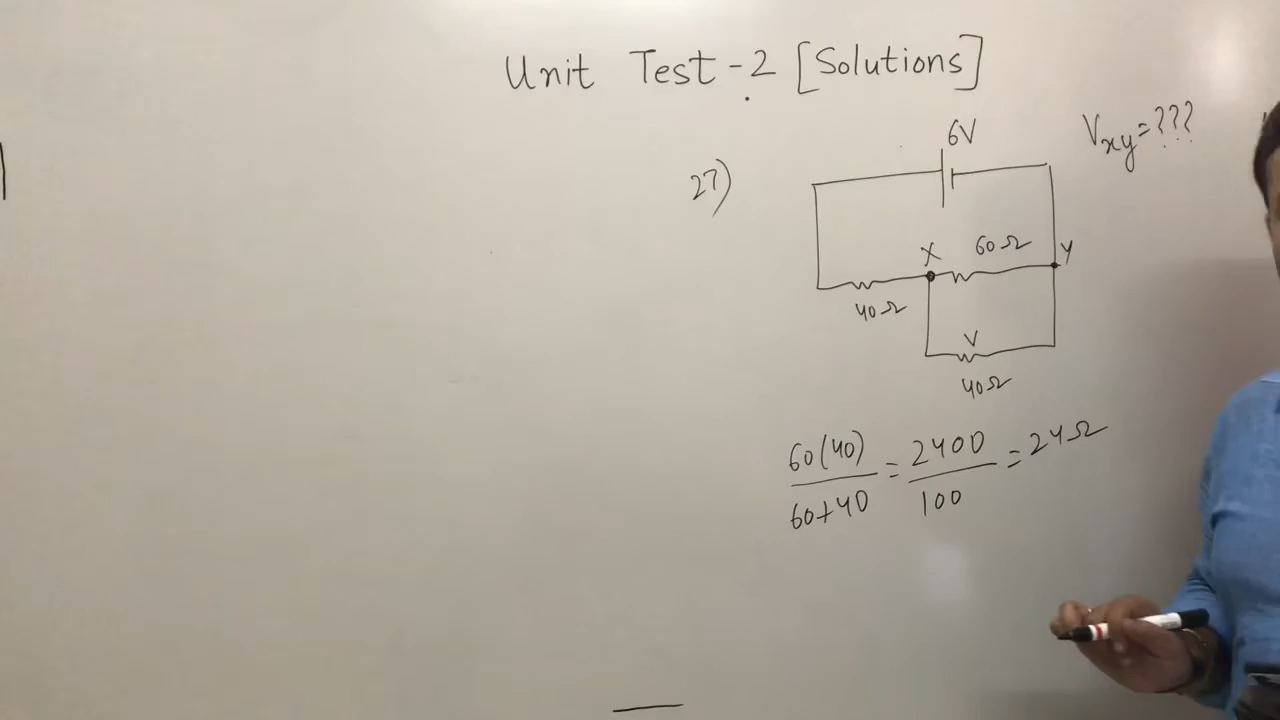 Unit Test - 2 [Solutions]
6V
Vxy = ???
27)
X 60Ω Y
40Ω
V
40Ω
60(40) / 60+40 = 2400 / 100 = 24Ω